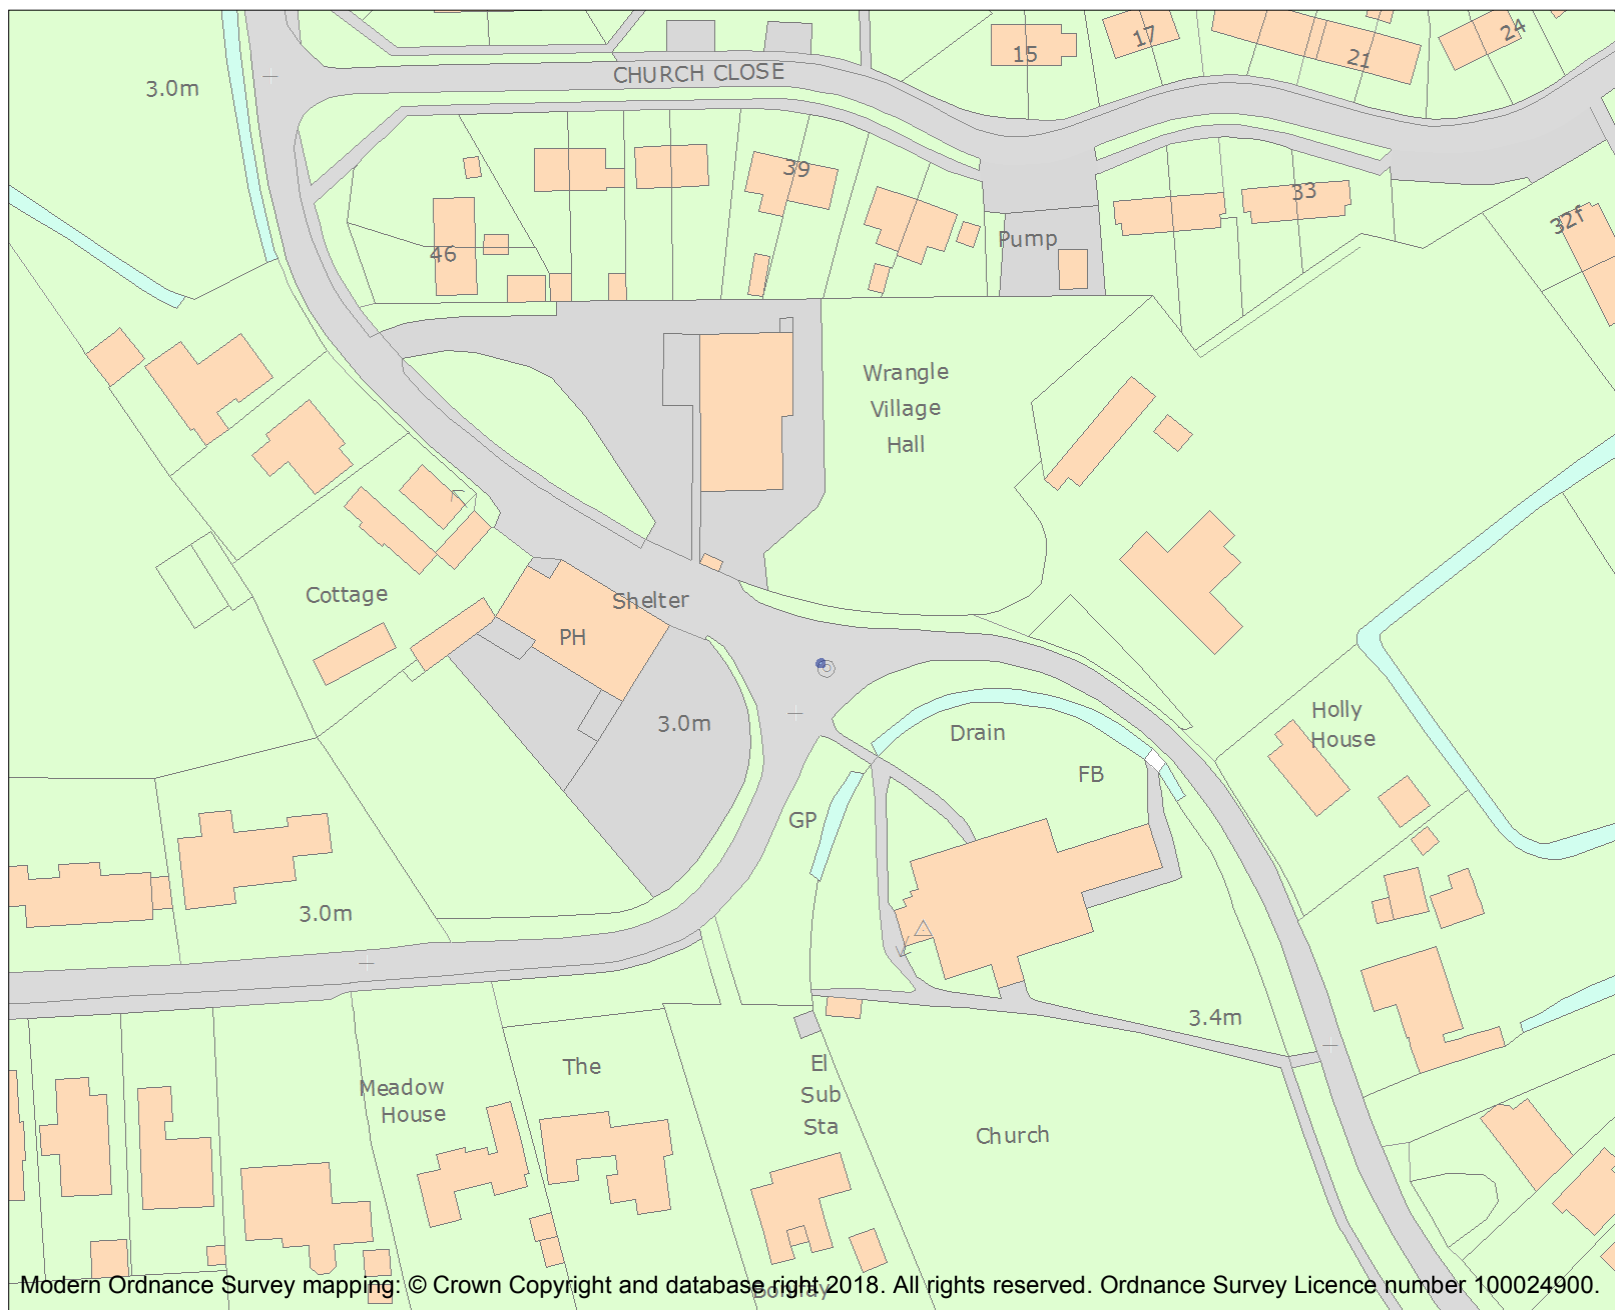 24
17
15
21
CHURCH CLOSE
3.0m
39
33
32f
46
Pump
Wrangle
Village
Hall
Cottage
Shelter
PH
3.0m
Holly
House
Drain
FB
GP
3.0m
3.4m
El
Sub
Sta
The
Meadow
House
Church
Modern Ordnance Survey mapping: © Crown Copyright and database right 2018. All rights reserved. Ordnance Survey Licence number 100024900.